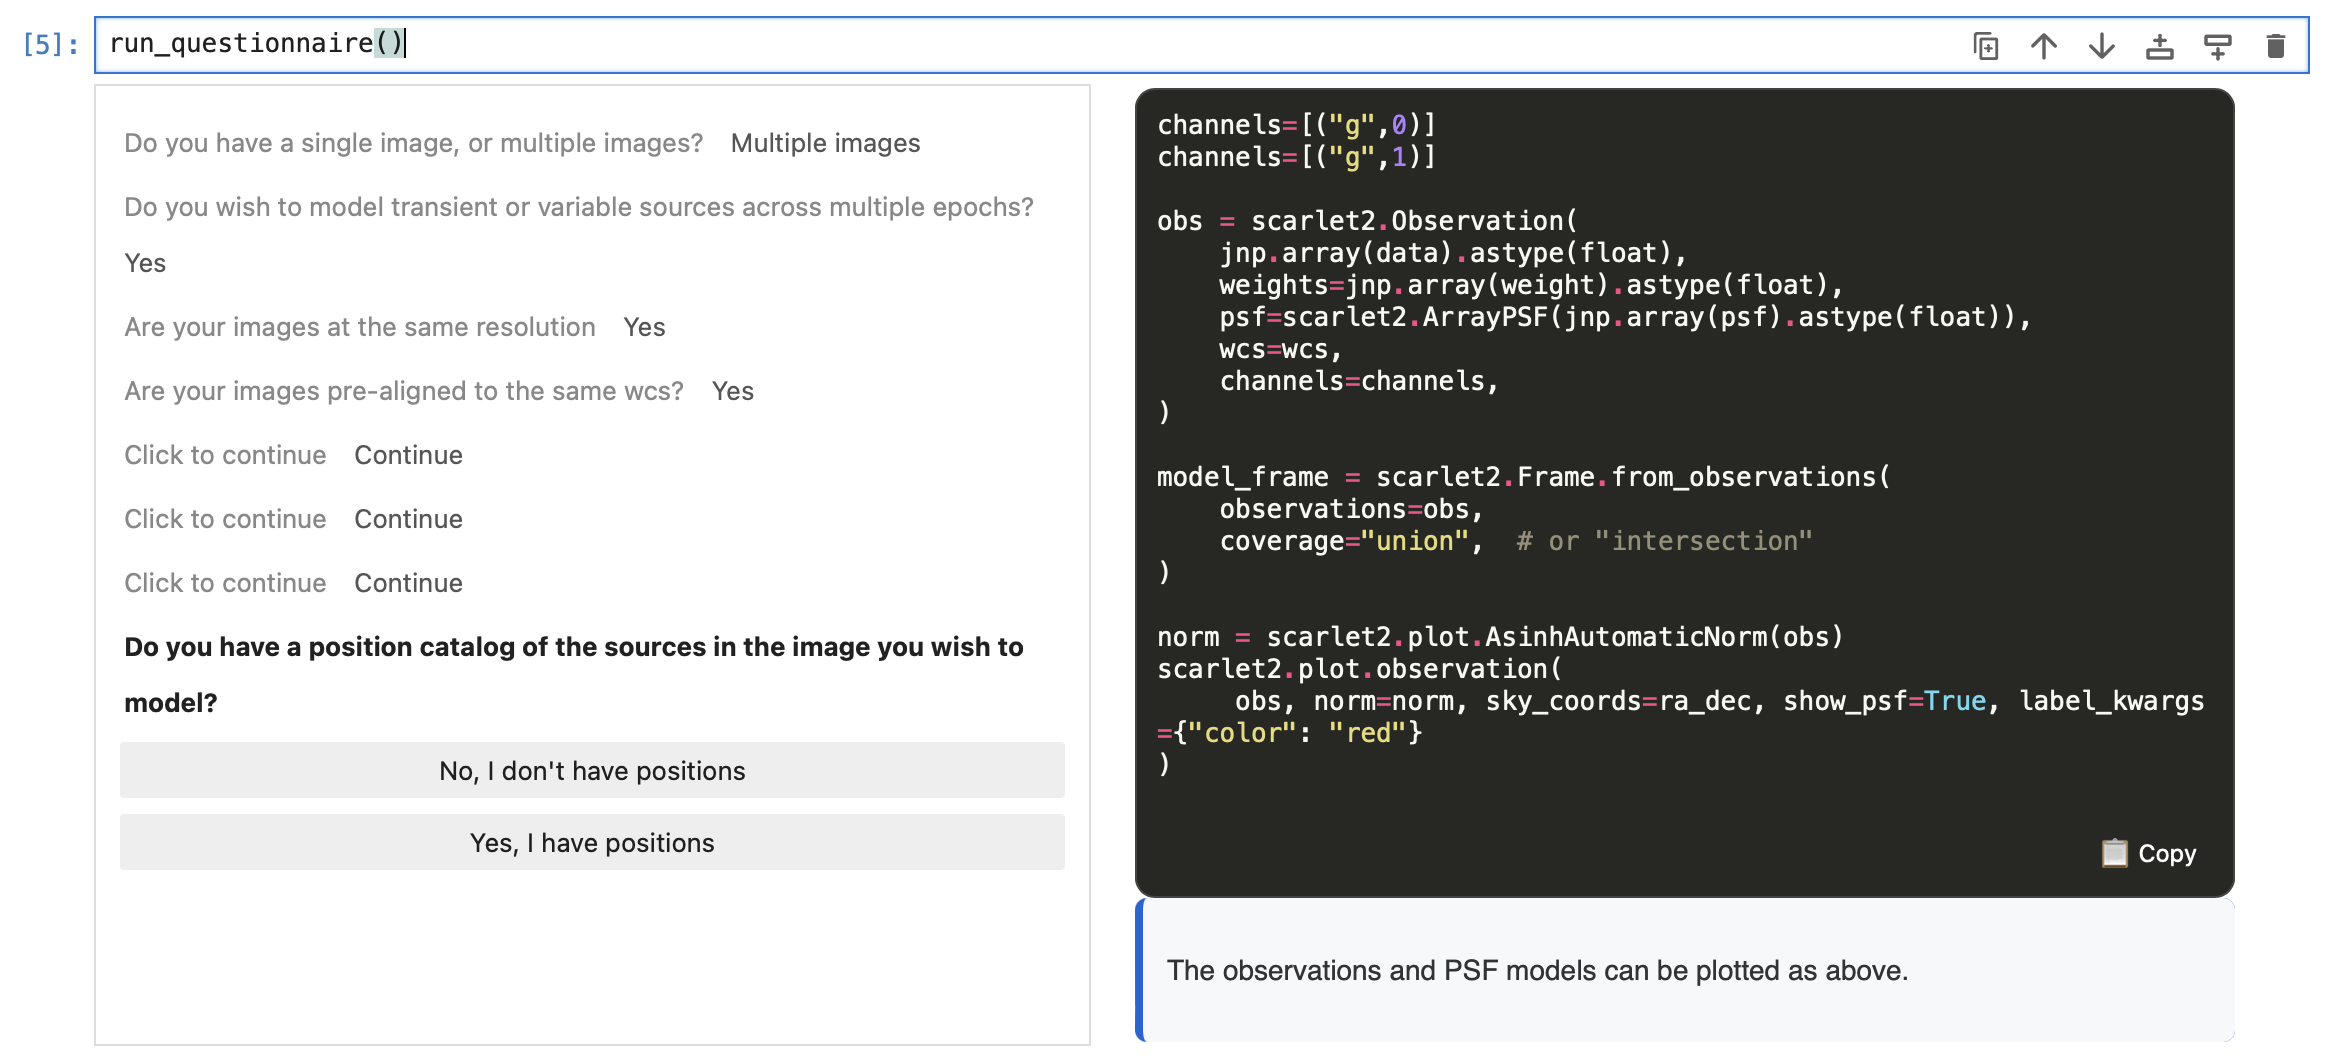 [5]: run_questionnaire()
Do you have a single image, or multiple images? Multiple images
Do you wish to model transient or variable sources across multiple epochs?
Yes
Are your images at the same resolution Yes
Are your images pre-aligned to the same wcs? Yes
Click to continue Continue
Click to continue Continue
Click to continue Continue
Do you have a position catalog of the sources in the image you wish to
model?
No, I don't have positions
Yes, I have positions
channels=[("g",0)]
channels=[("g",1)]
obs = scarlet2.Observation(
    jnp.array(data).astype(float),
    weights=jnp.array(weight).astype(float),
    psf=scarlet2.ArrayPSF(jnp.array(psf).astype(float)),
    wcs=wcs,
    channels=channels,
)
model_frame = scarlet2.Frame.from_observations(
    observations=obs,
    coverage="union",  # or "intersection"
)
norm = scarlet2.plot.AsinhAutomaticNorm(obs)
scarlet2.plot.observation(
     obs, norm=norm, sky_coords=ra_dec, show_psf=True, label_kwargs
={"color": "red"}
)
Copy
The observations and PSF models can be plotted as above.